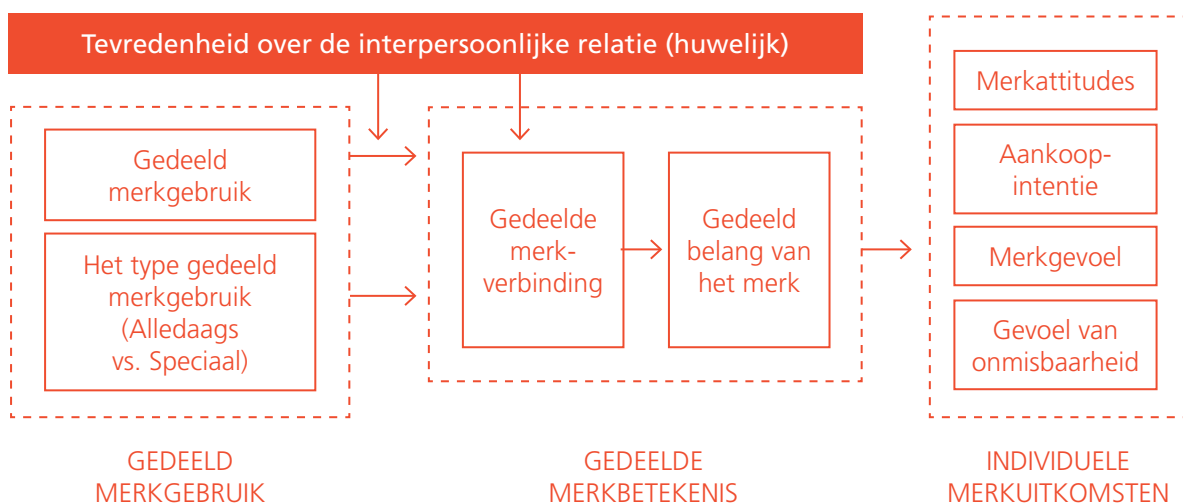 Tevredenheid over de interpersoonlijke relatie (huwelijk)
Gedeeld
merkgebruik
Het type gedeeld
merkgebruik
(Alledaags
vs. Speciaal)
Gedeelde
merk-
verbinding
Gedeeld
belang van
het merk
Merkattitudes
Aankoop-
intentie
Merkgevoel
Gevoel van
onmisbaarheid
GEDEELD
MERKGEBRUIK
GEDEELDE
MERKBETEKENIS
INDIVIDUELE
MERKUITKOMSTEN